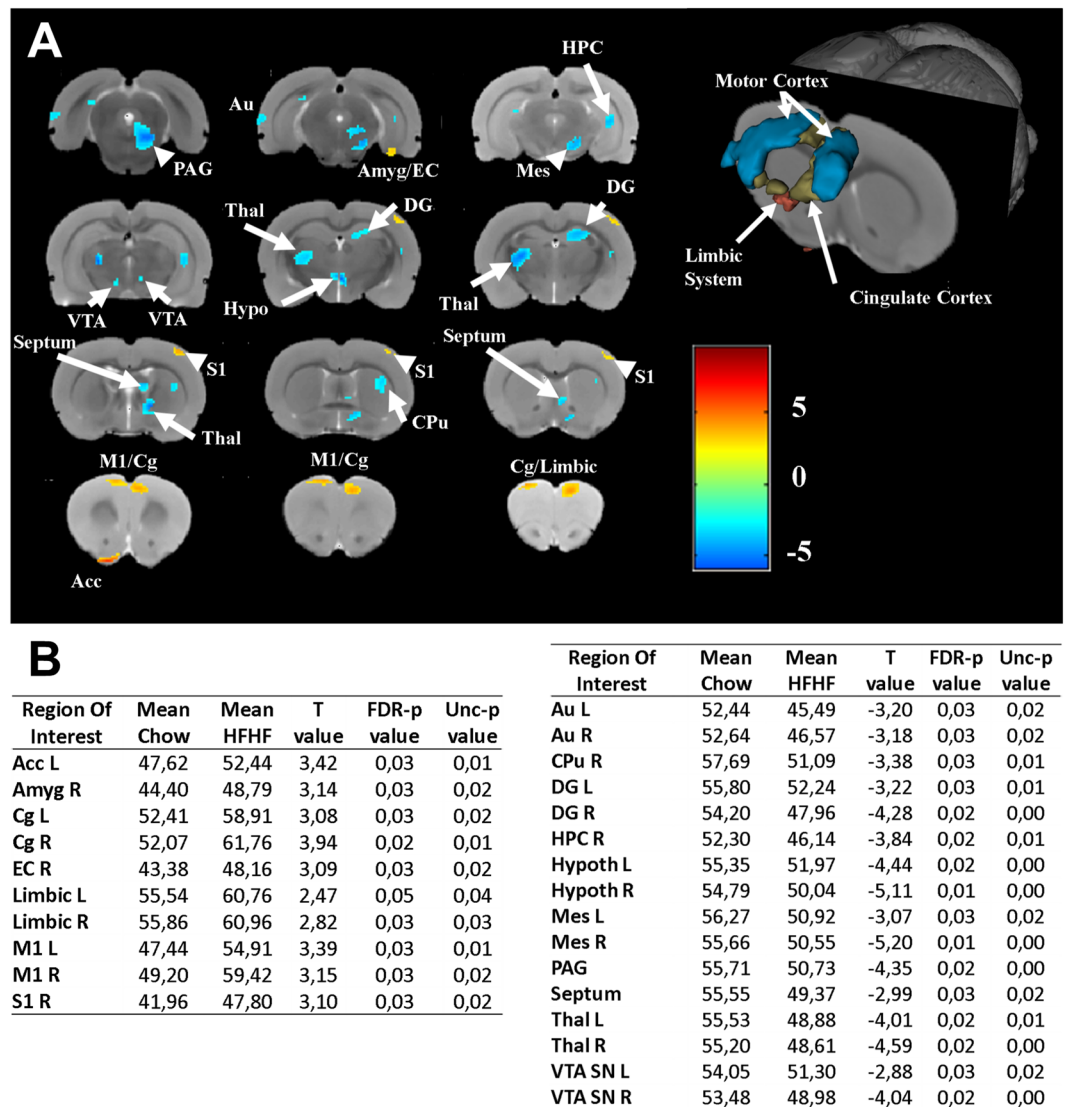 A
HPC
Motor Cortex
Au
PAG
Amyg/EC
Mes
Thal
DG
DG
Limbic
System
Cingulate Cortex
VTA
VTA
Hypo
Thal
Septum
S1
Septum
S1
S1
Thal
CPu
M1/Cg
M1/Cg
Cg/Limbic
Acc
5
0
-5
B
Region Of Mean Mean T FDR-p Unc-p
Interest Chow HFHF value value value
Acc L 47,62 52,44 3,42 0,03 0,01
Amyg R 44,40 48,79 3,14 0,03 0,02
Cg L 52,41 58,91 3,08 0,03 0,02
Cg R 52,07 61,76 3,94 0,02 0,01
EC R 43,38 48,16 3,09 0,03 0,02
Limbic L 55,54 60,76 2,47 0,05 0,04
Limbic R 55,86 60,96 2,82 0,03 0,03
M1 L 47,44 54,91 3,39 0,03 0,01
M1 R 49,20 59,42 3,15 0,03 0,02
S1 R 41,96 47,80 3,10 0,03 0,02
Region Of Mean Mean T FDR-p Unc-p
Interest Chow HFHF value value value
Au L 52,44 45,49 -3,20 0,03 0,02
Au R 52,64 46,57 -3,18 0,03 0,02
CPu R 57,69 51,09 -3,38 0,03 0,01
DG L 55,80 52,24 -3,22 0,03 0,01
DG R 54,20 47,96 -4,28 0,02 0,00
HPC R 52,30 46,14 -3,84 0,02 0,01
Hypoth L 55,35 51,97 -4,44 0,02 0,00
Hypoth R 54,79 50,04 -5,11 0,01 0,00
Mes L 56,27 50,92 -3,07 0,03 0,02
Mes R 55,66 50,55 -5,20 0,01 0,00
PAG 55,71 50,73 -4,35 0,02 0,00
Septum 55,55 49,37 -2,99 0,03 0,02
Thal L 55,53 48,88 -4,01 0,02 0,01
Thal R 55,20 48,61 -4,59 0,02 0,00
VTA SN L 54,05 51,30 -2,88 0,03 0,02
VTA SN R 53,48 48,98 -4,04 0,02 0,00